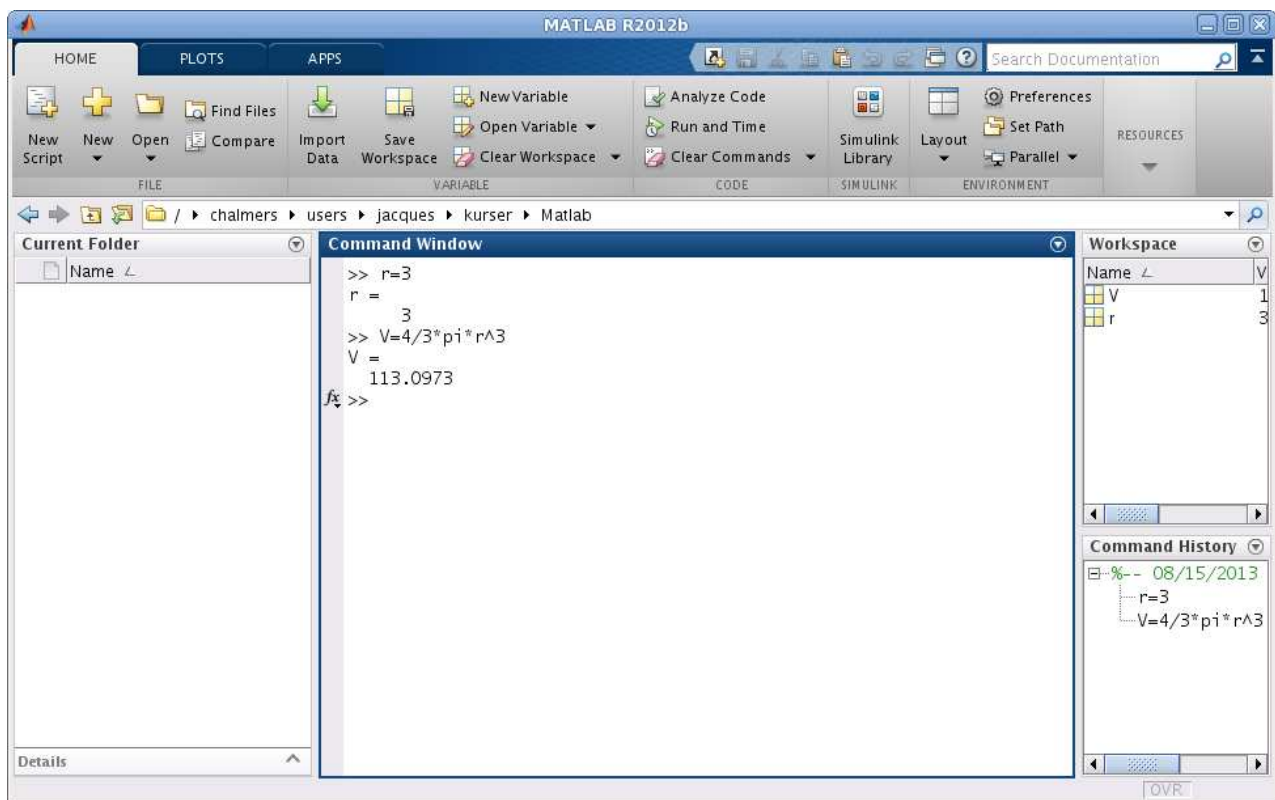 MATLAB R2012b
HOME PLOTS APPS Search Documentation
New Script New Open Find Files Compare
Import Data Save Workspace New Variable Open Variable Clear Workspace
Analyze Code Run and Time Clear Commands
Simulink Library Layout Preferences Set Path Parallel RESOURCES
FILE VARIABLE CODE SIMULINK ENVIRONMENT
/ chalmers users jacques kurser Matlab
Current Folder
Name
Command Window
>> r=3
r =
3
>> V=4/3*pi*r^3
V =
113.0973
fx >>
Workspace
Name V
V 1
r 3
Command History
%-- 08/15/2013
r=3
V=4/3*pi*r^3
Details
OVR